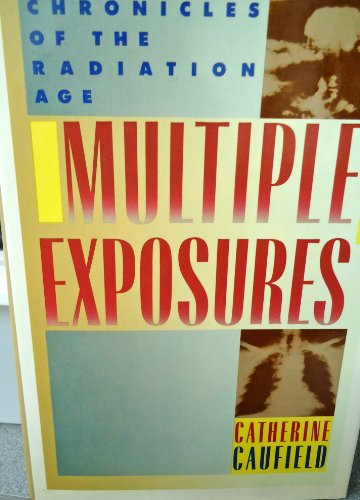 CHRONICLES
OF THE
RADIATION
AGE
MULTIPLE
EXPOSURES
CATHERINE
CAUFIELD